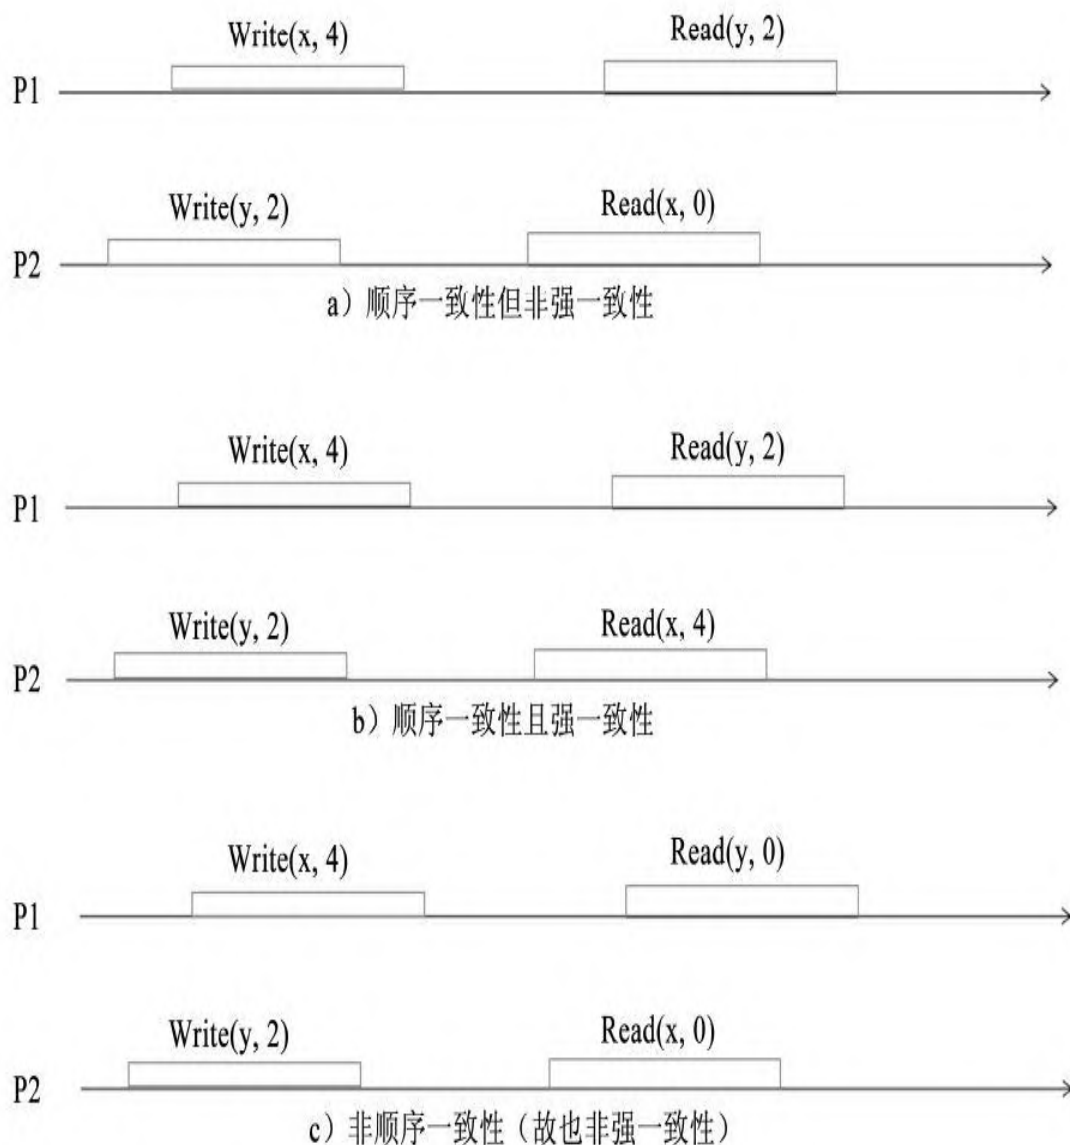 Write(x, 4) Read(y, 2)
P1
Write(y, 2) Read(x, 0)
P2
a）顺序一致性但非强一致性
Write(x, 4) Read(y, 2)
P1
Write(y, 2) Read(x, 4)
P2
b）顺序一致性且强一致性
Write(x, 4) Read(y, 0)
P1
Write(y, 2) Read(x, 0)
P2
c）非顺序一致性（故也非强一致性）